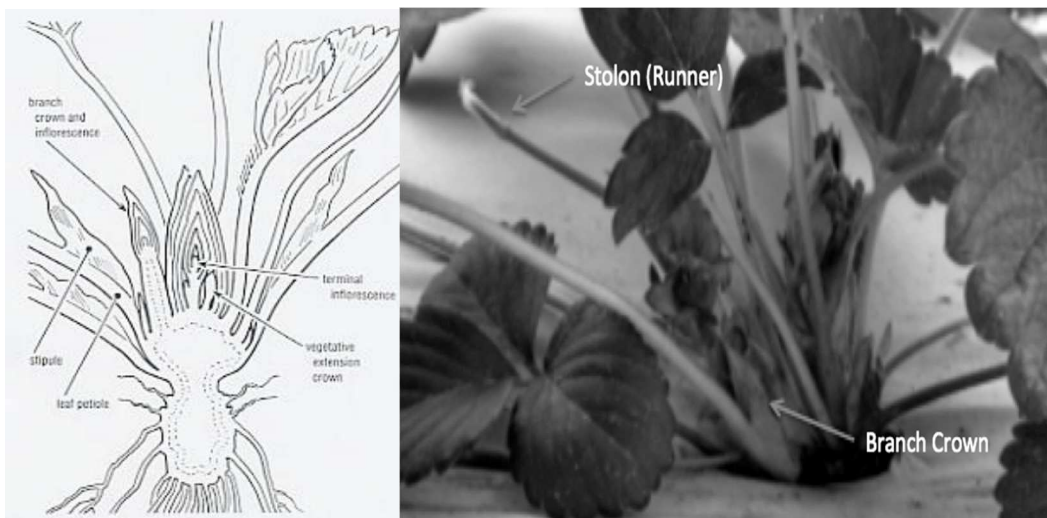 branch
crown and
inflorescence
stipule
leaf petiole
terminal
inflorescence
vegetative
extension
crown
Stolon (Runner)
Branch Crown